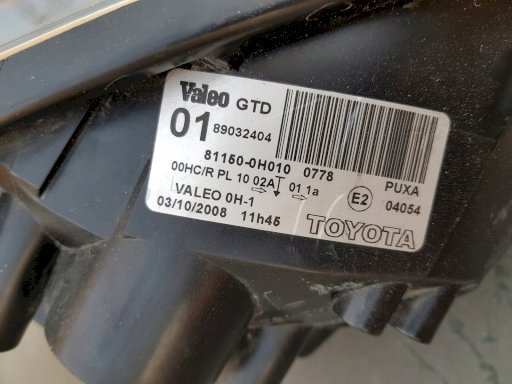 Valeo GTD
01 89032404
81150-0H010 0778
00HC/R PL 10 02A 01 1a
E2
PUXA
04054
VALEO 0H-1
03/10/2008 11h45
TOYOTA